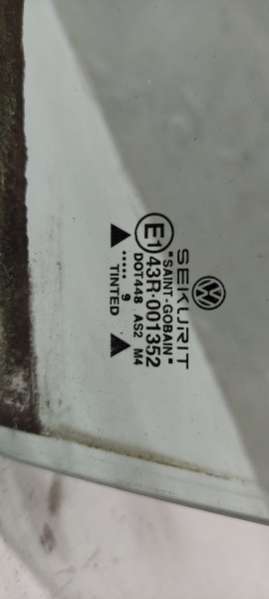 SEKURIT
"SAINT-GOBAIN"
E1 43R-001352
DOT448 AS2 M4
..... 9
TINTED